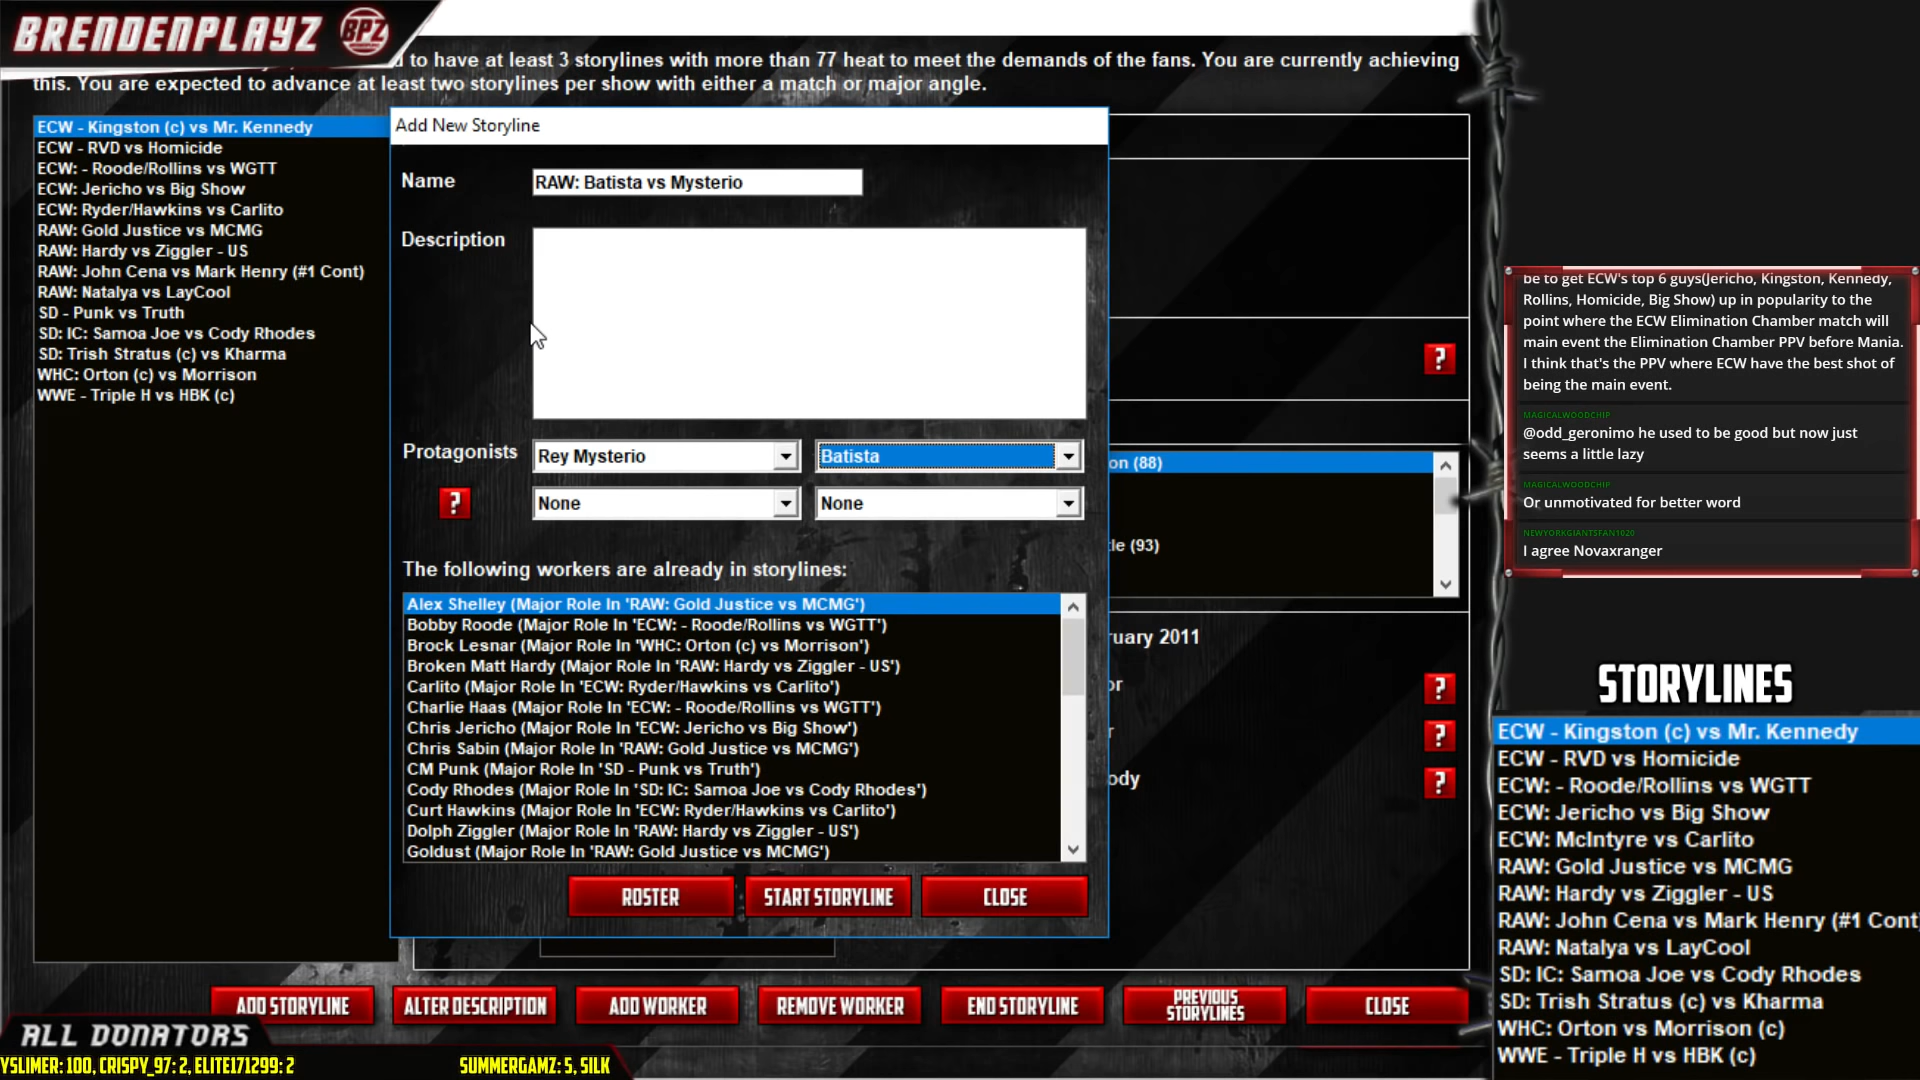 BRENDENPLAYZ BPZ
to have at least 3 storylines with more than 77 heat to meet the demands of the fans. You are currently achieving
this. You are expected to advance at least two storylines per show with either a match or major angle.
ECW - Kingston (c) vs Mr. Kennedy
ECW - RVD vs Homicide
ECW: - Roode/Rollins vs WGTT
ECW: Jericho vs Big Show
ECW: Ryder/Hawkins vs Carlito
RAW: Gold Justice vs MCMG
RAW: Hardy vs Ziggler - US
RAW: John Cena vs Mark Henry (#1 Cont)
RAW: Natalya vs LayCool
SD - Punk vs Truth
SD: IC: Samoa Joe vs Cody Rhodes
SD: Trish Stratus (c) vs Kharma
WHC: Orton (c) vs Morrison
WWE - Triple H vs HBK (c)
Add New Storyline
Name
RAW: Batista vs Mysterio
Description
Protagonists
Rey Mysterio
Batista
?
None
None
The following workers are already in storylines:
Alex Shelley (Major Role In 'RAW: Gold Justice vs MCMG')
Bobby Roode (Major Role In 'ECW: - Roode/Rollins vs WGTT')
Brock Lesnar (Major Role In 'WHC: Orton (c) vs Morrison')
Broken Matt Hardy (Major Role In 'RAW: Hardy vs Ziggler - US')
Carlito (Major Role In 'ECW: Ryder/Hawkins vs Carlito')
Charlie Haas (Major Role In 'ECW: - Roode/Rollins vs WGTT')
Chris Jericho (Major Role In 'ECW: Jericho vs Big Show')
Chris Sabin (Major Role In 'RAW: Gold Justice vs MCMG')
CM Punk (Major Role In 'SD - Punk vs Truth')
Cody Rhodes (Major Role In 'SD: IC: Samoa Joe vs Cody Rhodes')
Curt Hawkins (Major Role In 'ECW: Ryder/Hawkins vs Carlito')
Dolph Ziggler (Major Role In 'RAW: Hardy vs Ziggler - US')
Goldust (Major Role In 'RAW: Gold Justice vs MCMG')
ROSTER
START STORYLINE
CLOSE
?
on (88)
le (93)
ruary 2011
or
?
r
?
ody
?
ADD STORYLINE
ALTER DESCRIPTION
ADD WORKER
REMOVE WORKER
END STORYLINE
PREVIOUS
STORYLINES
CLOSE
be to get ECW's top 6 guys(Jericho, Kingston, Kennedy,
Rollins, Homicide, Big Show) up in popularity to the
point where the ECW Elimination Chamber match will
main event the Elimination Chamber PPV before Mania.
I think that's the PPV where ECW have the best shot of
being the main event.
MAGICALWOODCHIP
@odd_geronimo he used to be good but now just
seems a little lazy
MAGICALWOODCHIP
Or unmotivated for better word
NEWYORKGIANTSFAN1020
I agree Novaxranger
STORYLINES
ECW - Kingston (c) vs Mr. Kennedy
ECW - RVD vs Homicide
ECW: - Roode/Rollins vs WGTT
ECW: Jericho vs Big Show
ECW: McIntyre vs Carlito
RAW: Gold Justice vs MCMG
RAW: Hardy vs Ziggler - US
RAW: John Cena vs Mark Henry (#1 Cont)
RAW: Natalya vs LayCool
SD: IC: Samoa Joe vs Cody Rhodes
SD: Trish Stratus (c) vs Kharma
WHC: Orton vs Morrison (c)
WWE - Triple H vs HBK (c)
ALL DONATORS
YSLIMER: 100, CRISPY_97: 2, ELITE171299: 2
SUMMERGAMZ: 5, SILK